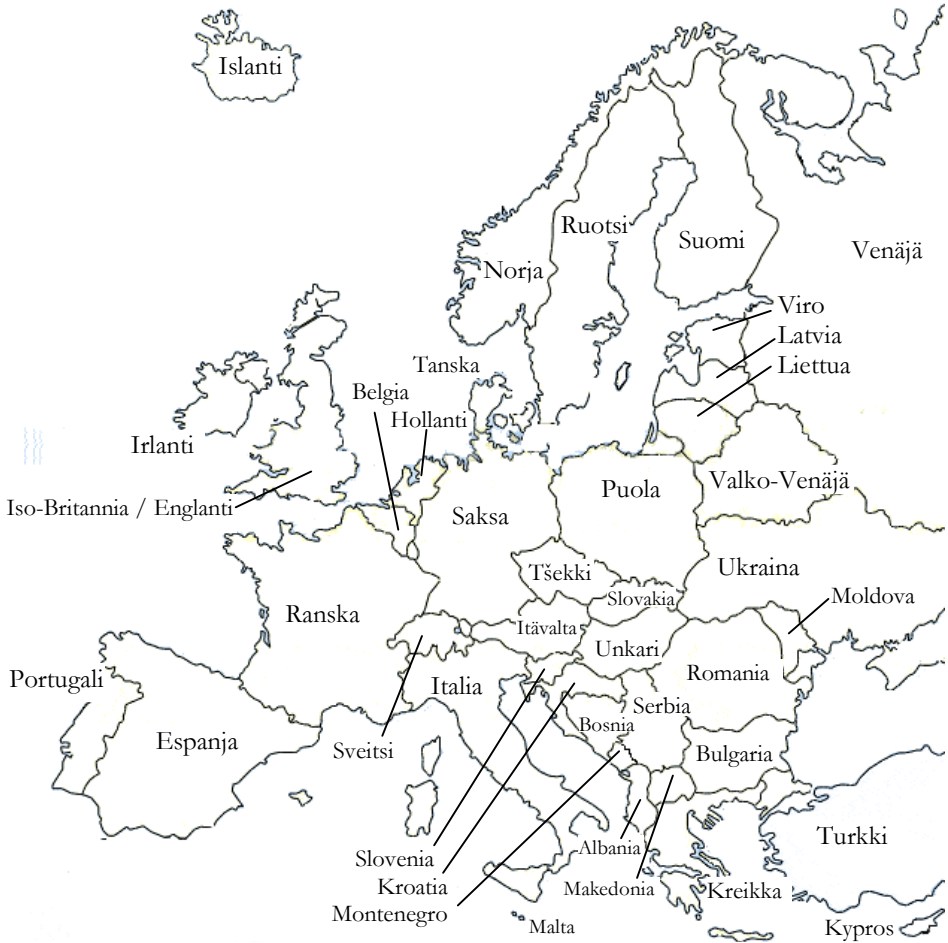 Islanti
Ruotsi
Suomi
Venäjä
Norja
Viro
Latvia
Tanska
Liettua
Belgia
Hollanti
Irlanti
Valko-Venäjä
Puola
Iso-Britannia / Englanti
Saksa
Ukraina
Tšekki
Moldova
Slovakia
Ranska
Itävalta
Unkari
Romania
Portugali
Italia
Serbia
Bosnia
Espanja
Sveitsi
Bulgaria
Turkki
Albania
Slovenia
Kroatia
Makedonia
Kreikka
Montenegro
Malta
Kypros